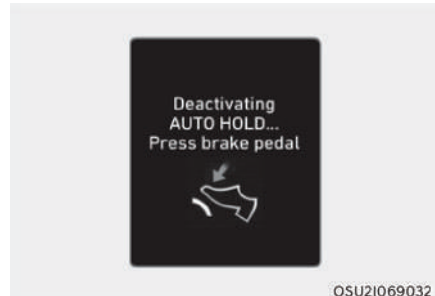 Deactivating
AUTO HOLD...
Press brake pedal
OSU2I069032